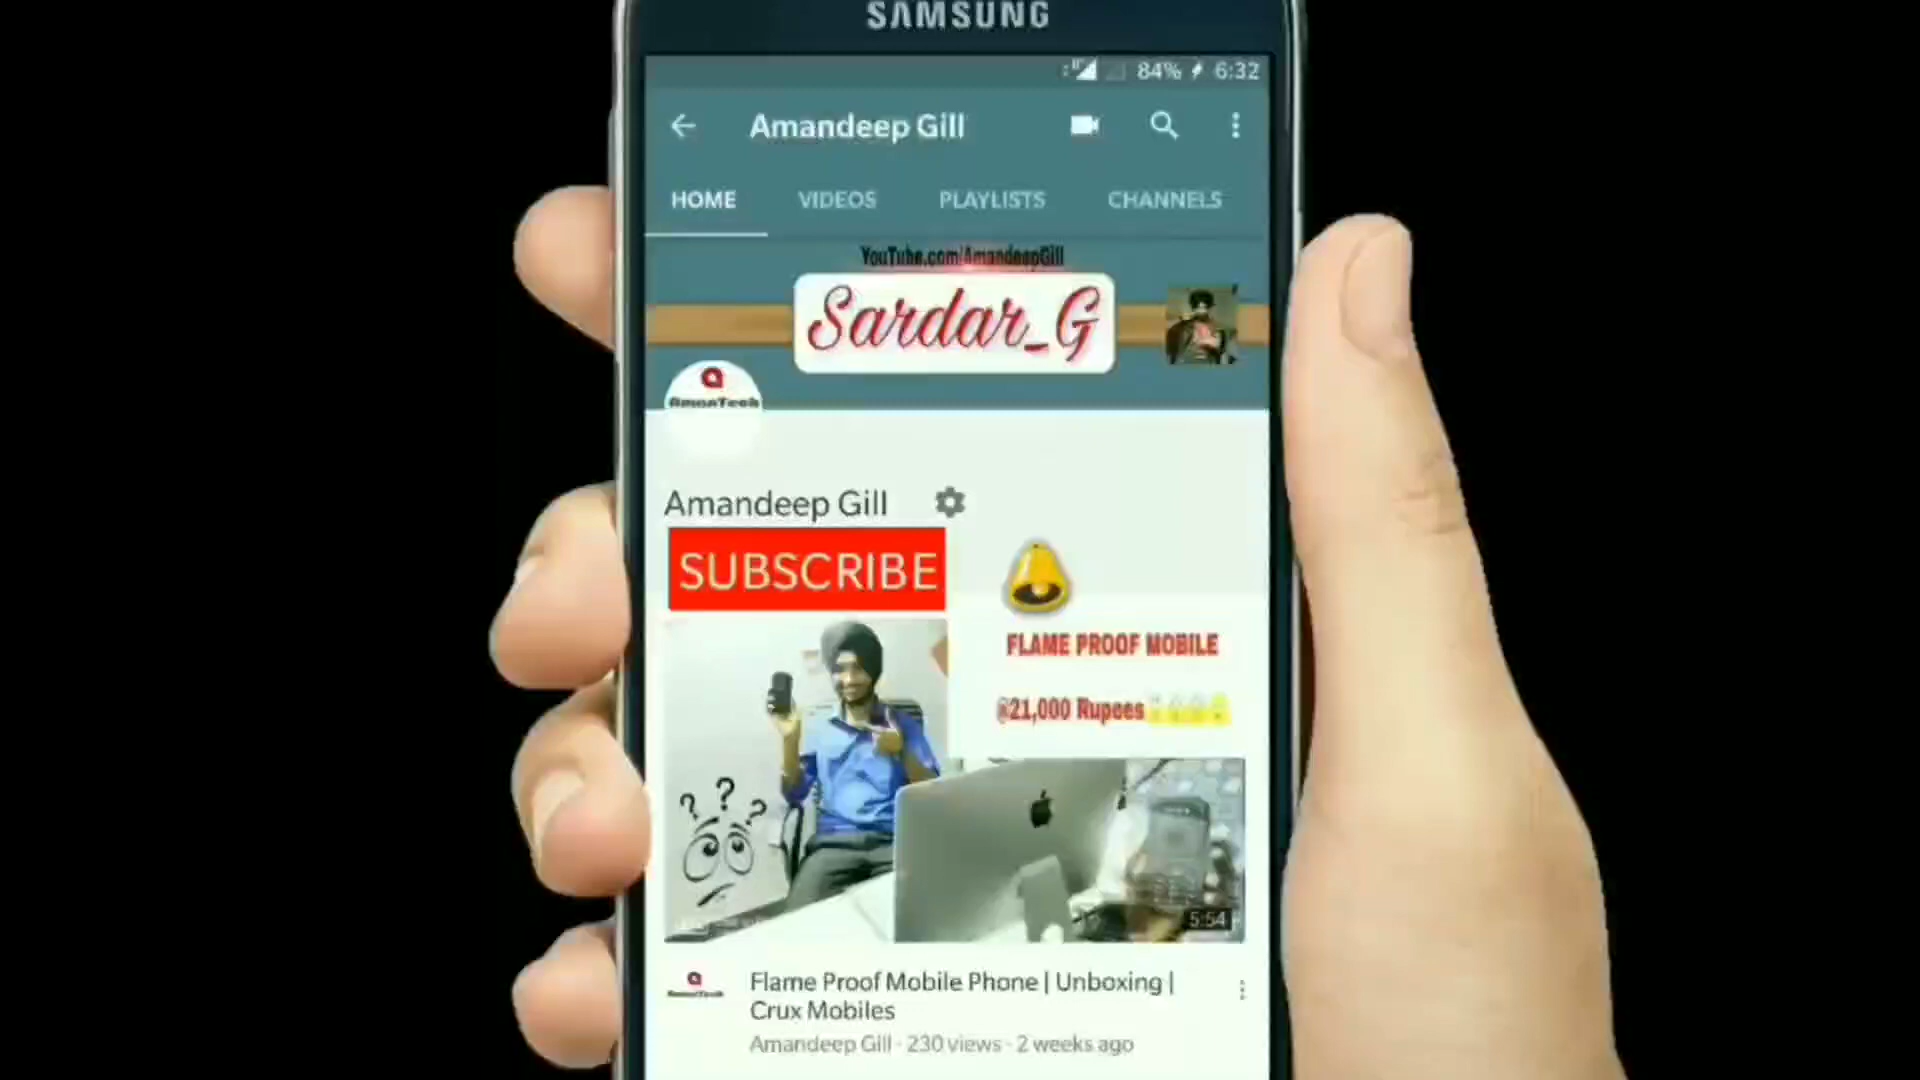 SAMSUNG
84% 6:32
Amandeep Gill
HOME VIDEOS PLAYLISTS CHANNELS
YouTube.com/AmandeepGill
Sardar_G
AmanTech
Amandeep Gill
SUBSCRIBE
FLAME PROOF MOBILE
@21,000 Rupees
? ? ?
5:54
Flame Proof Mobile Phone | Unboxing |
Crux Mobiles
Amandeep Gill · 230 views · 2 weeks ago